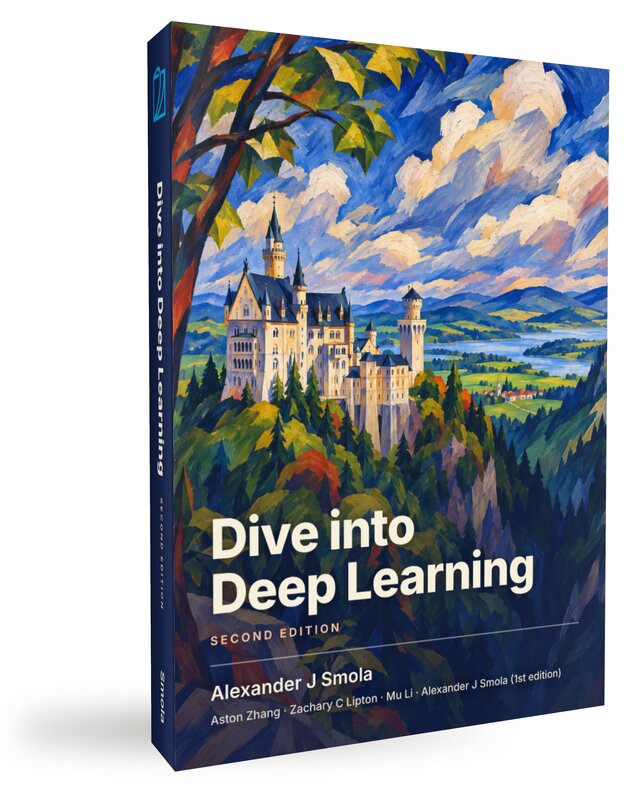 Dive into Deep Learning
SECOND EDITION
Smola
Dive into
Deep Learning
SECOND EDITION
Alexander J Smola
Aston Zhang · Zachary C Lipton · Mu Li · Alexander J Smola (1st edition)